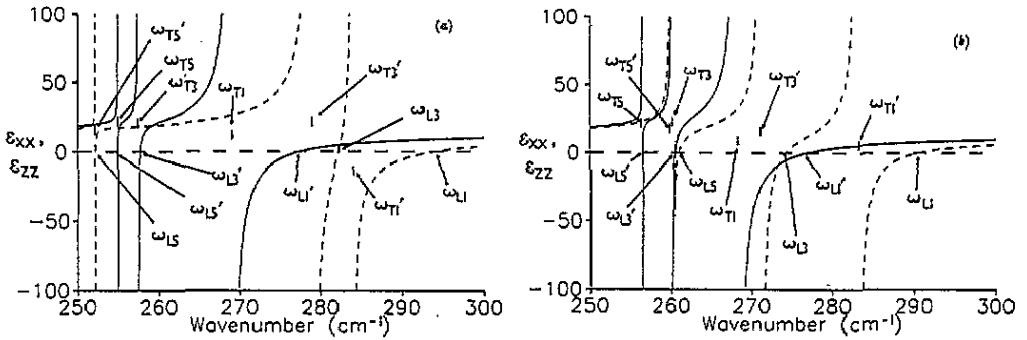 100
50
0
−50
−100
ε_XX,
ε_ZZ
250 260 270 280 290 300
Wavenumber (cm⁻¹)
(a)
ω_T5′
ω_T5
ω_T3′
ω_T1
ω_T3′
ω_L3
ω_L3′
ω_L5′
ω_L5
ω_L1′
ω_T1′
ω_L1
100
50
0
−50
−100
ε_XX,
ε_ZZ
250 260 270 280 290 300
Wavenumber (cm⁻¹)
(b)
ω_T5′
ω_T3
ω_T3′
ω_T5
ω_T1′
ω_L5′
ω_L3′
ω_L5
ω_T1
ω_L1′
ω_L3